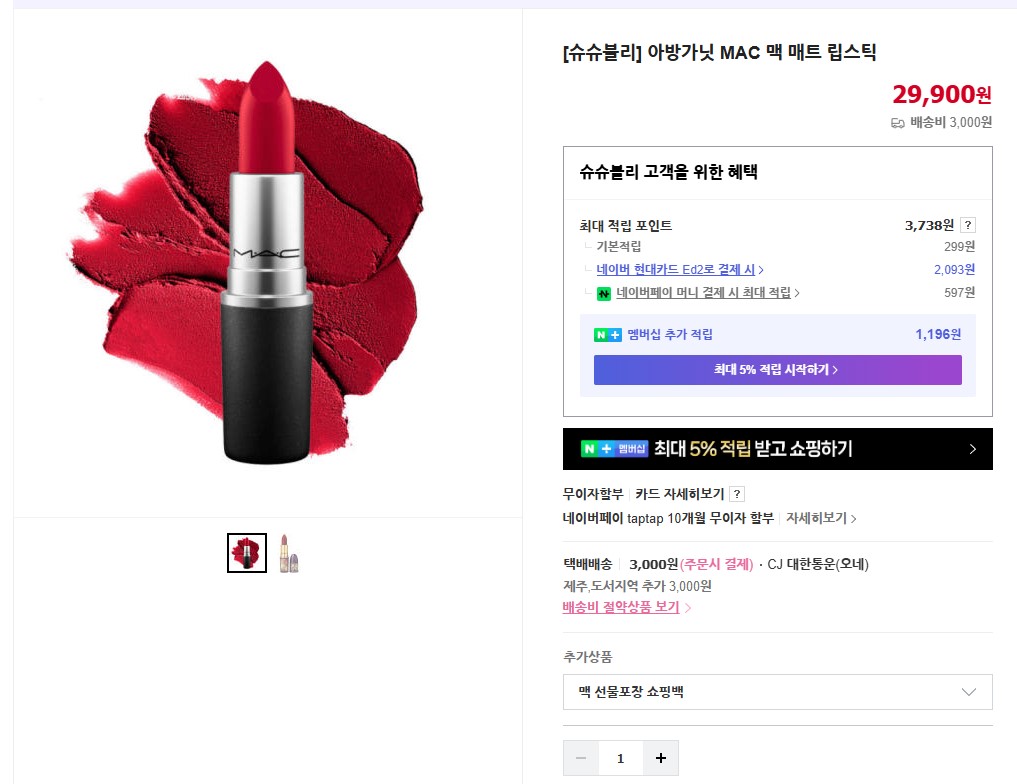 [슈슈블리] 아방가닛 MAC 맥 매트 립스틱
29,900원
배송비 3,000원
MAC
슈슈블리 고객을 위한 혜택
최대 적립 포인트 3,738원 ?
기본적립 299원
네이버 현대카드 Ed2로 결제 시 > 2,093원
N 네이버페이 머니 결제 시 최대 적립 > 597원
N + 멤버십 추가 적립 1,196원
최대 5% 적립 시작하기 >
N + 멤버십 최대 5% 적립 받고 쇼핑하기 >
무이자할부 카드 자세히보기 ?
네이버페이 taptap 10개월 무이자 할부 자세히보기 >
택배배송 3,000원(주문시 결제) · CJ 대한통운(오네)
제주,도서지역 추가 3,000원
배송비 절약상품 보기 >
추가상품
맥 선물포장 쇼핑백
− 1 +